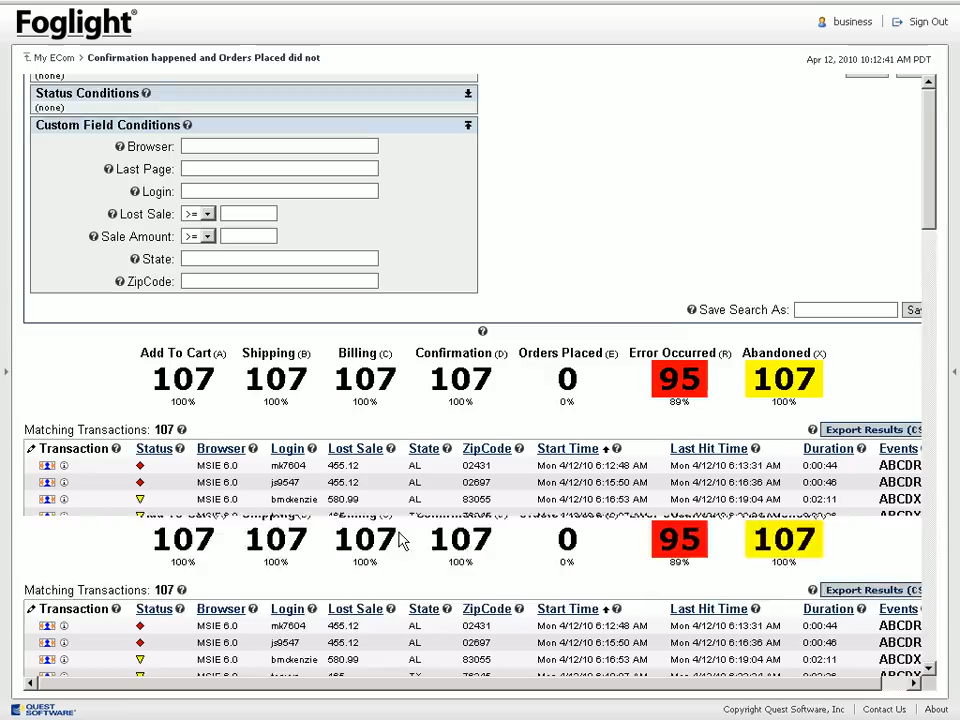 Foglight®
business Sign Out
My ECom > Confirmation happened and Orders Placed did not
Apr 12, 2010 10:12:41 AM PDT
(none)
Status Conditions
(none)
Custom Field Conditions
Browser:
Last Page:
Login:
Lost Sale: >=
Sale Amount: >=
State:
ZipCode:
Save Search As:
Add To Cart (A) Shipping (B) Billing (C) Confirmation (D) Orders Placed (E) Error Occurred (R) Abandoned (X)
107 107 107 107 0 95 107
100% 100% 100% 100% 0% 89% 100%
Matching Transactions: 107 Export Results (CS
Transaction Status Browser Login Lost Sale State ZipCode Start Time Last Hit Time Duration Events
MSIE 6.0 mk7604 455.12 AL 02431 Mon 4/12/10 6:12:48 AM Mon 4/12/10 6:13:31 AM 0:00:44 ABCDR
MSIE 6.0 js9547 455.12 AL 02697 Mon 4/12/10 6:15:50 AM Mon 4/12/10 6:16:36 AM 0:00:46 ABCDR
MSIE 6.0 bmckenzie 580.99 AL 83055 Mon 4/12/10 6:16:53 AM Mon 4/12/10 6:19:04 AM 0:02:11 ABCDX
107 107 107 107 0 95 107
100% 100% 100% 100% 0% 89% 100%
Matching Transactions: 107 Export Results (CS
Transaction Status Browser Login Lost Sale State ZipCode Start Time Last Hit Time Duration Events
MSIE 6.0 mk7604 455.12 AL 02431 Mon 4/12/10 6:12:48 AM Mon 4/12/10 6:13:31 AM 0:00:44 ABCDR
MSIE 6.0 js9547 455.12 AL 02697 Mon 4/12/10 6:15:50 AM Mon 4/12/10 6:16:36 AM 0:00:46 ABCDR
MSIE 6.0 bmckenzie 580.99 AL 83055 Mon 4/12/10 6:16:53 AM Mon 4/12/10 6:19:04 AM 0:02:11 ABCDX
QUEST SOFTWARE
Copyright Quest Software, Inc Contact Us About